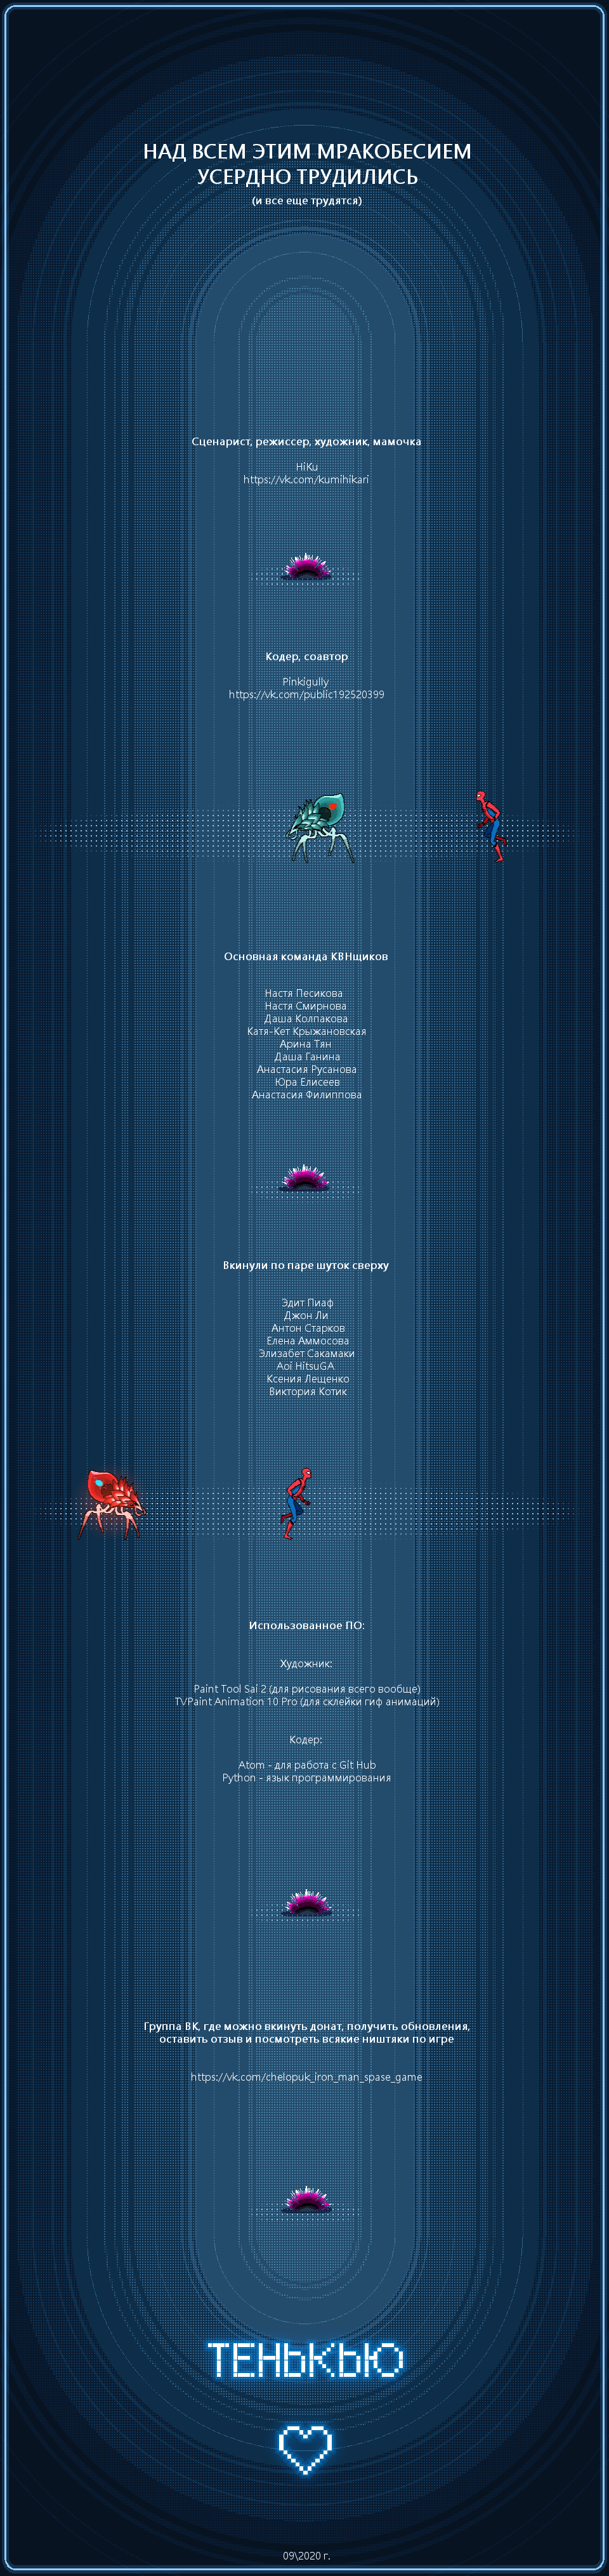 НАД ВСЕМ ЭТИМ МРАКОБЕСИЕМ
УСЕРДНО ТРУДИЛИСЬ
(и все еще трудятся)
Сценарист, режиссер, художник, мамочка
HiKu
https://vk.com/kumihikari
Кодер, соавтор
Pinkigully
https://vk.com/public192520399
Основная команда КВНщиков
Настя Песикова
Настя Смирнова
Даша Колпакова
Катя-Кет Крыжановская
Арина Тян
Даша Ганина
Анастасия Русанова
Юра Елисеев
Анастасия Филиппова
Вкинули по паре шуток сверху
Эдит Пиаф
Джон Ли
Антон Старков
Елена Аммосова
Элизабет Сакамаки
Aoi HitsuGA
Ксения Лещенко
Виктория Котик
Использованное ПО:
Художник:
Paint Tool Sai 2 (для рисования всего вообще)
TVPaint Animation 10 Pro (для склейки гиф анимаций)
Кодер:
Atom - для работа с Git Hub
Python - язык программирования
Группа ВК, где можно вкинуть донат, получить обновления,
оставить отзыв и посмотреть всякие ништяки по игре
https://vk.com/chelopuk_iron_man_spase_game
ТЕНЬКЬЮ
09\2020 г.